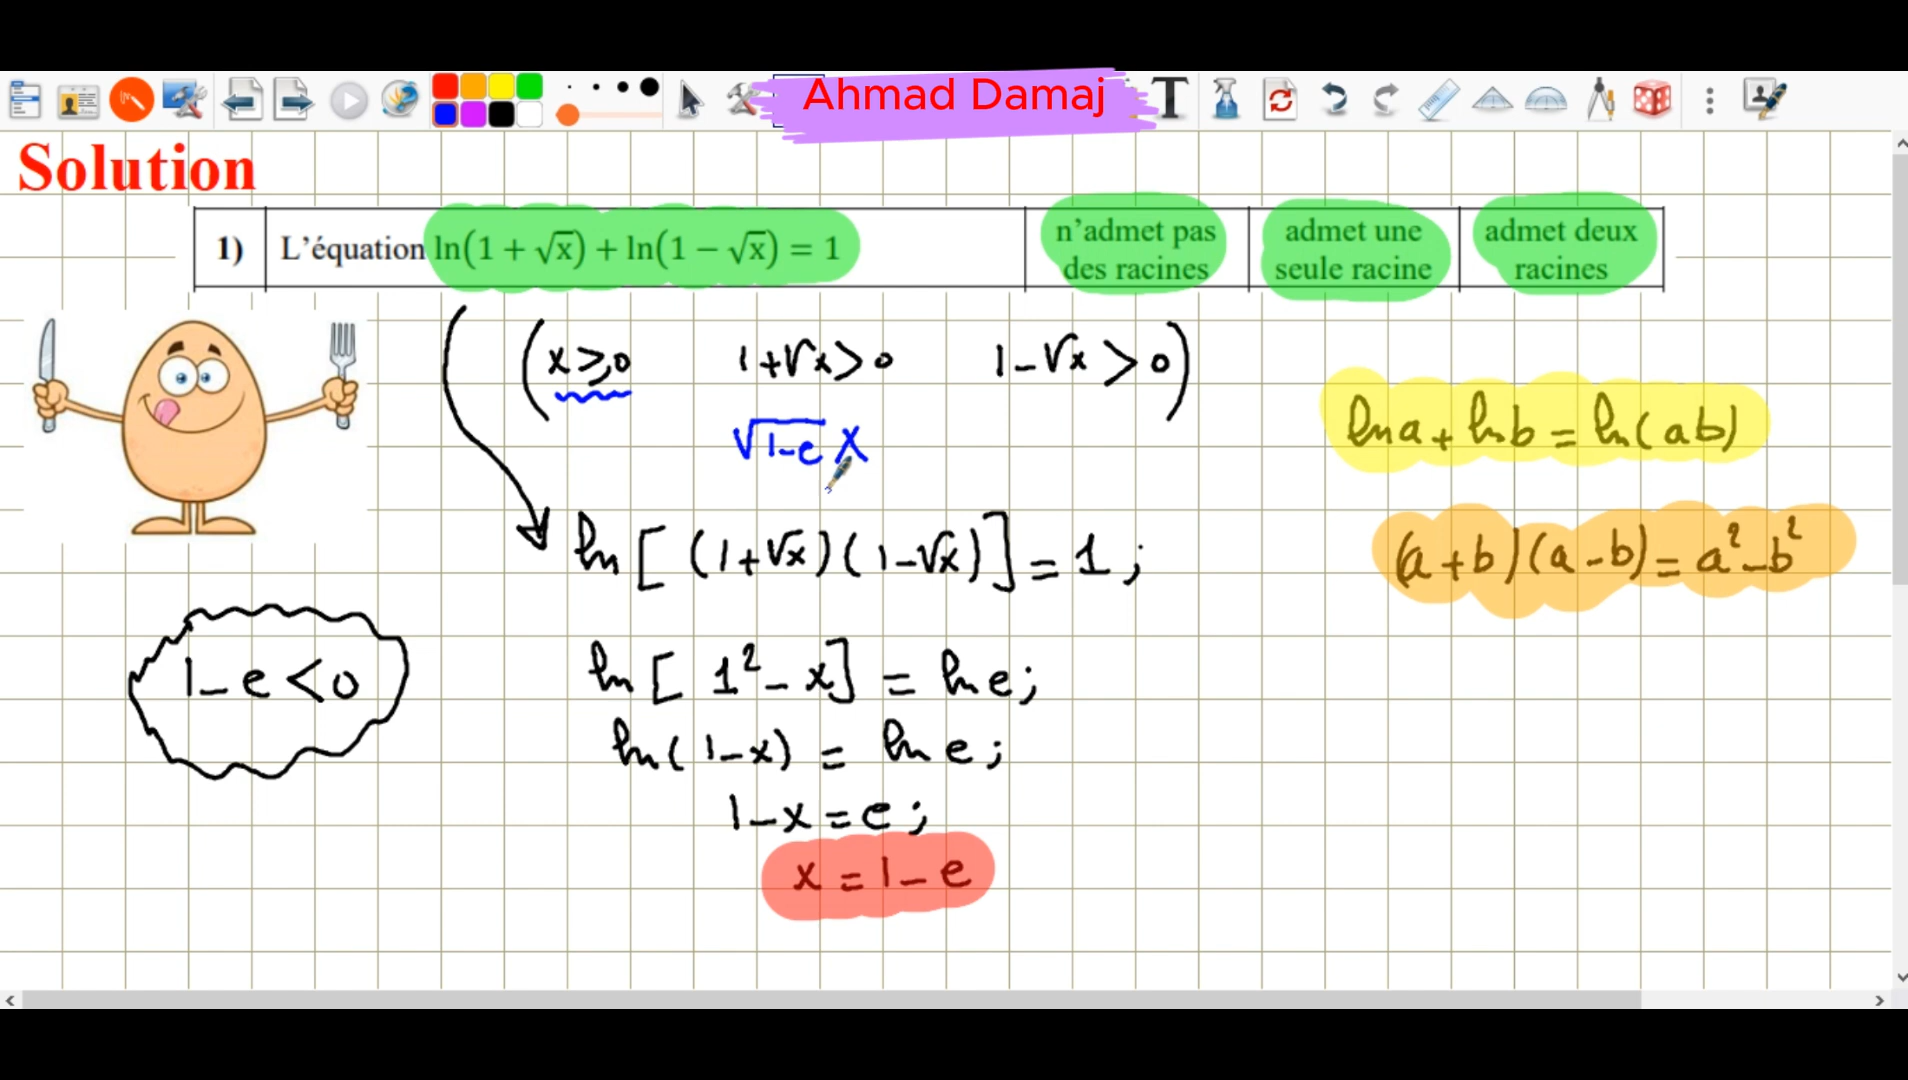 Ahmad Damaj
T
Solution
1) L'équation ln(1 + √x) + ln(1 − √x) = 1
n'admet pas des racines
admet une seule racine
admet deux racines
(x ⩾ 0 1+√x > 0 1-√x > 0)
√1-e X
ln a + ln b = ln(ab)
ln[(1+√x)(1-√x)] = 1;
(a+b)(a-b) = a² - b²
1-e < 0
ln[1² - x] = ln e;
ln(1-x) = ln e;
1-x = e;
x = 1-e